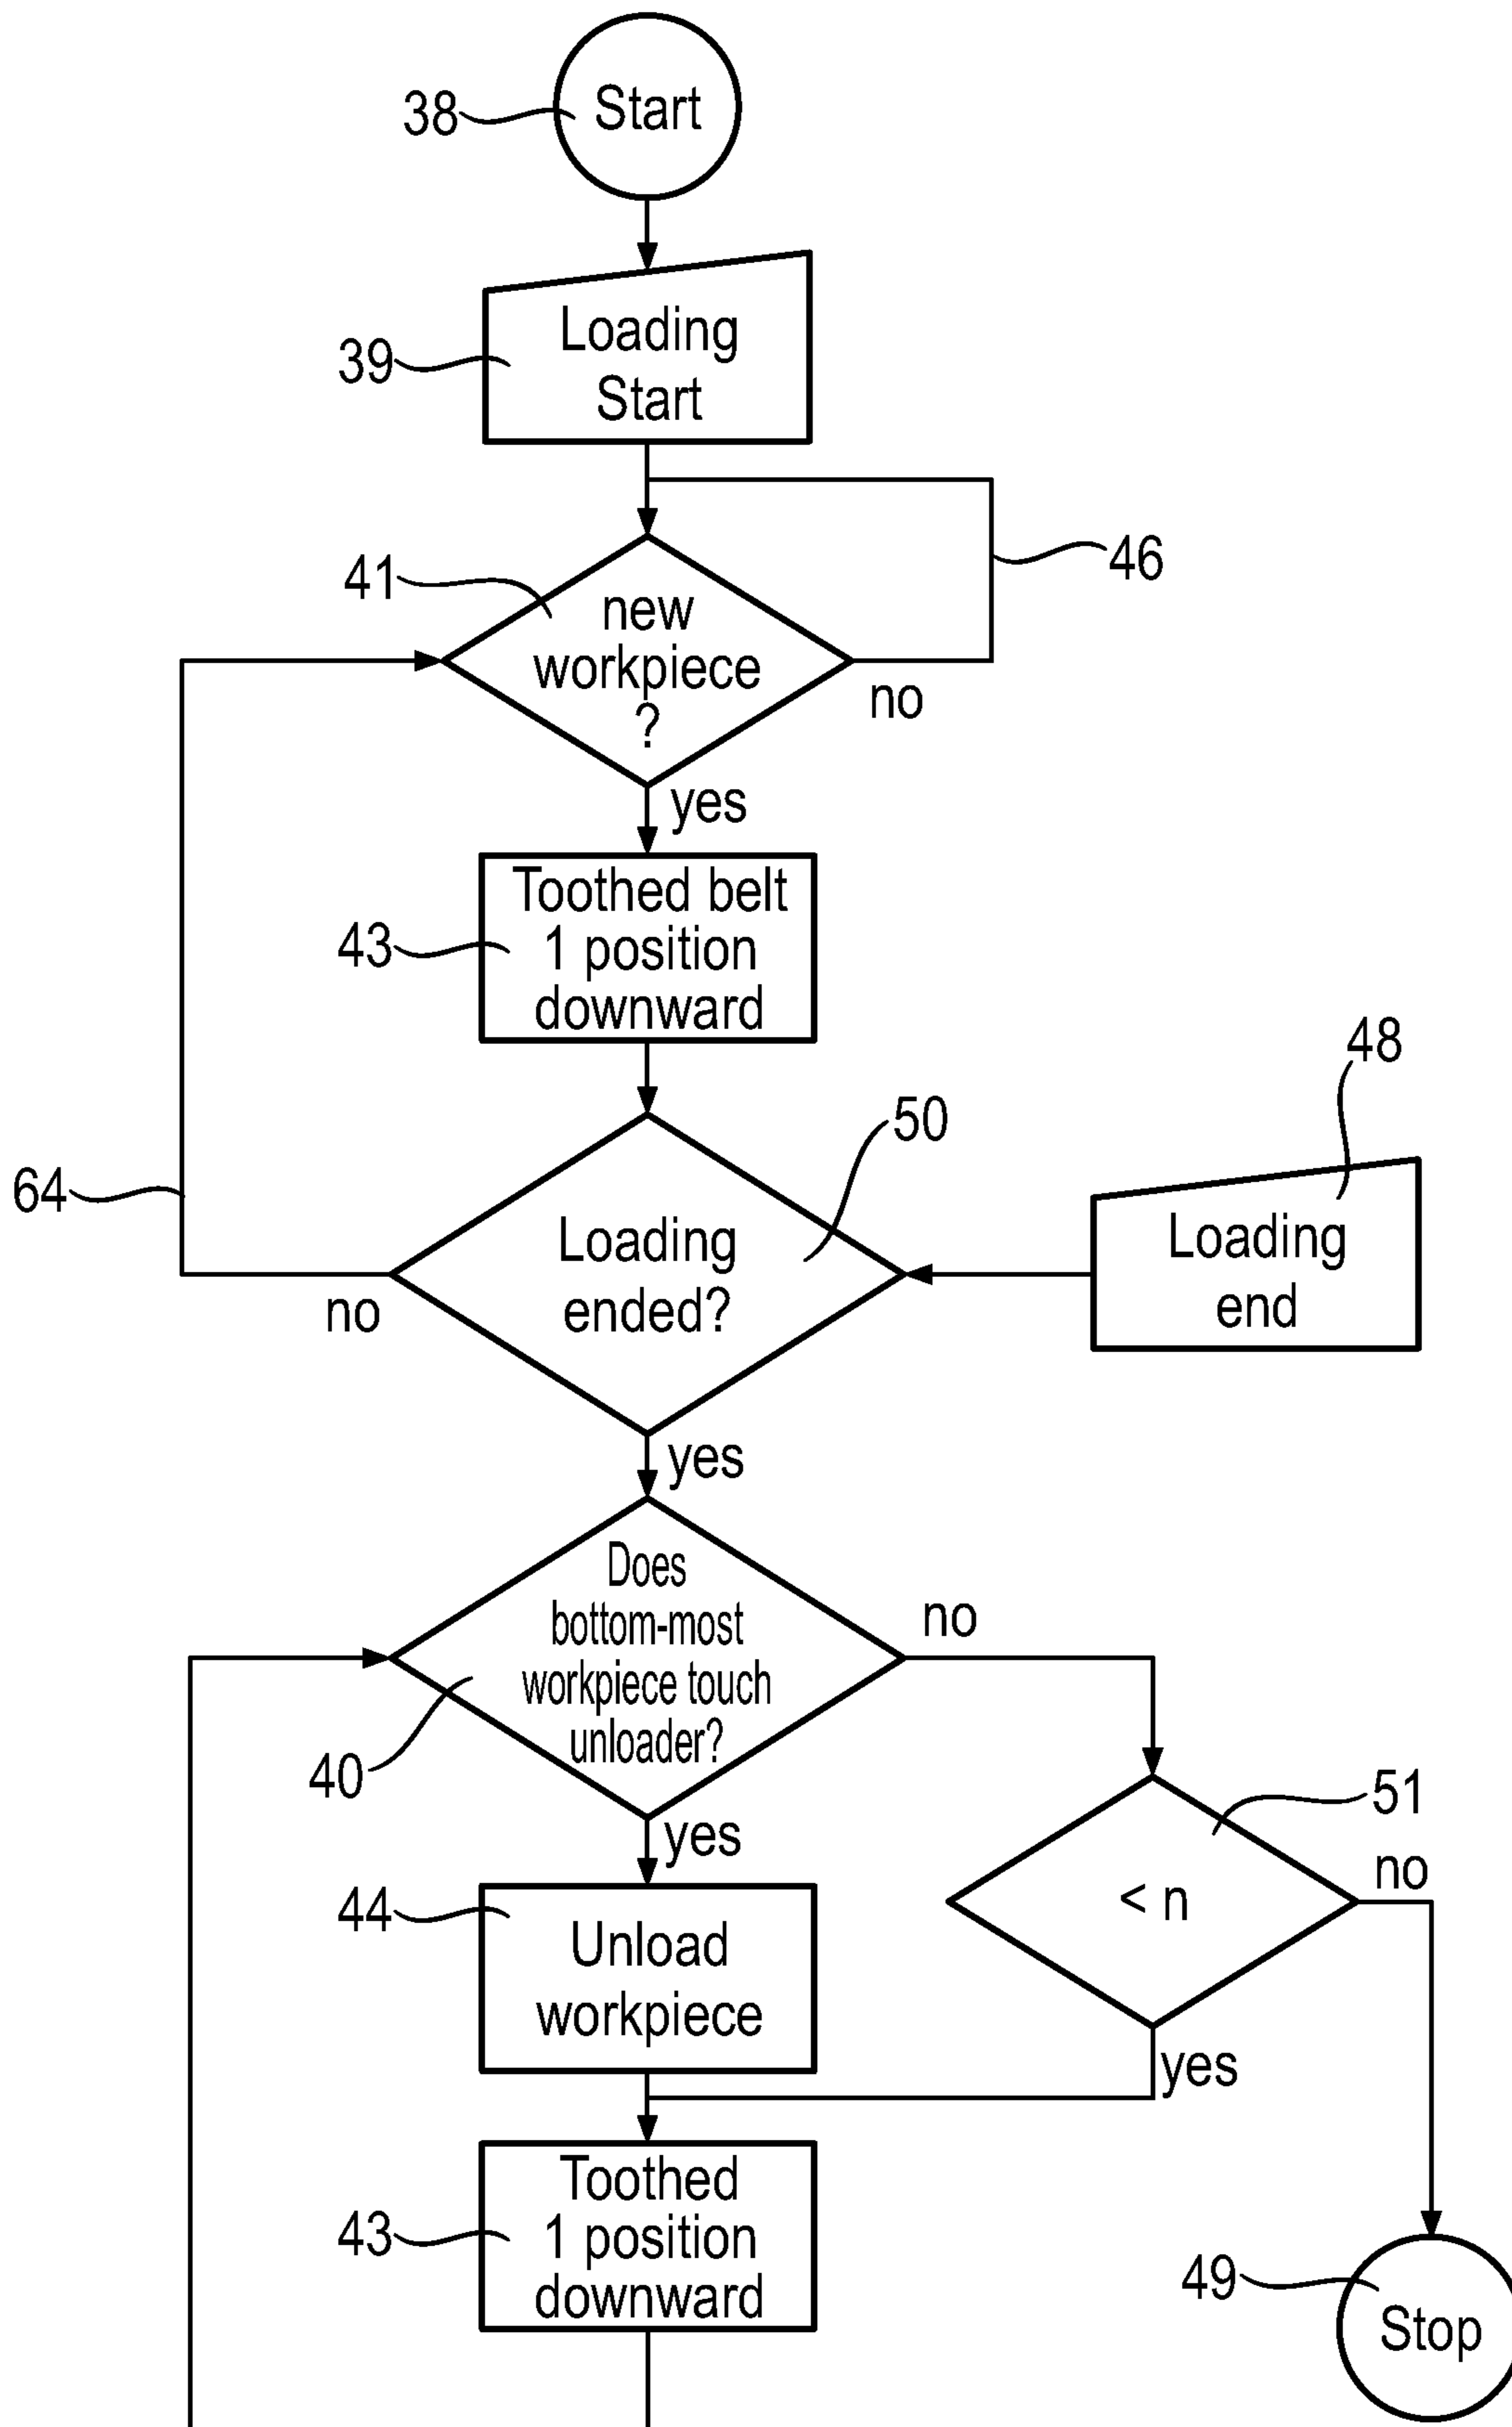 38
Start
39
Loading
Start
41
new
workpiece
?
46
no
yes
43
Toothed belt
1 position
downward
48
50
64
Loading
ended?
Loading
end
no
yes
Does
bottom-most
workpiece touch
unloader?
no
40
51
yes
44
Unload
workpiece
< n
no
yes
43
Toothed
1 position
downward
49
Stop